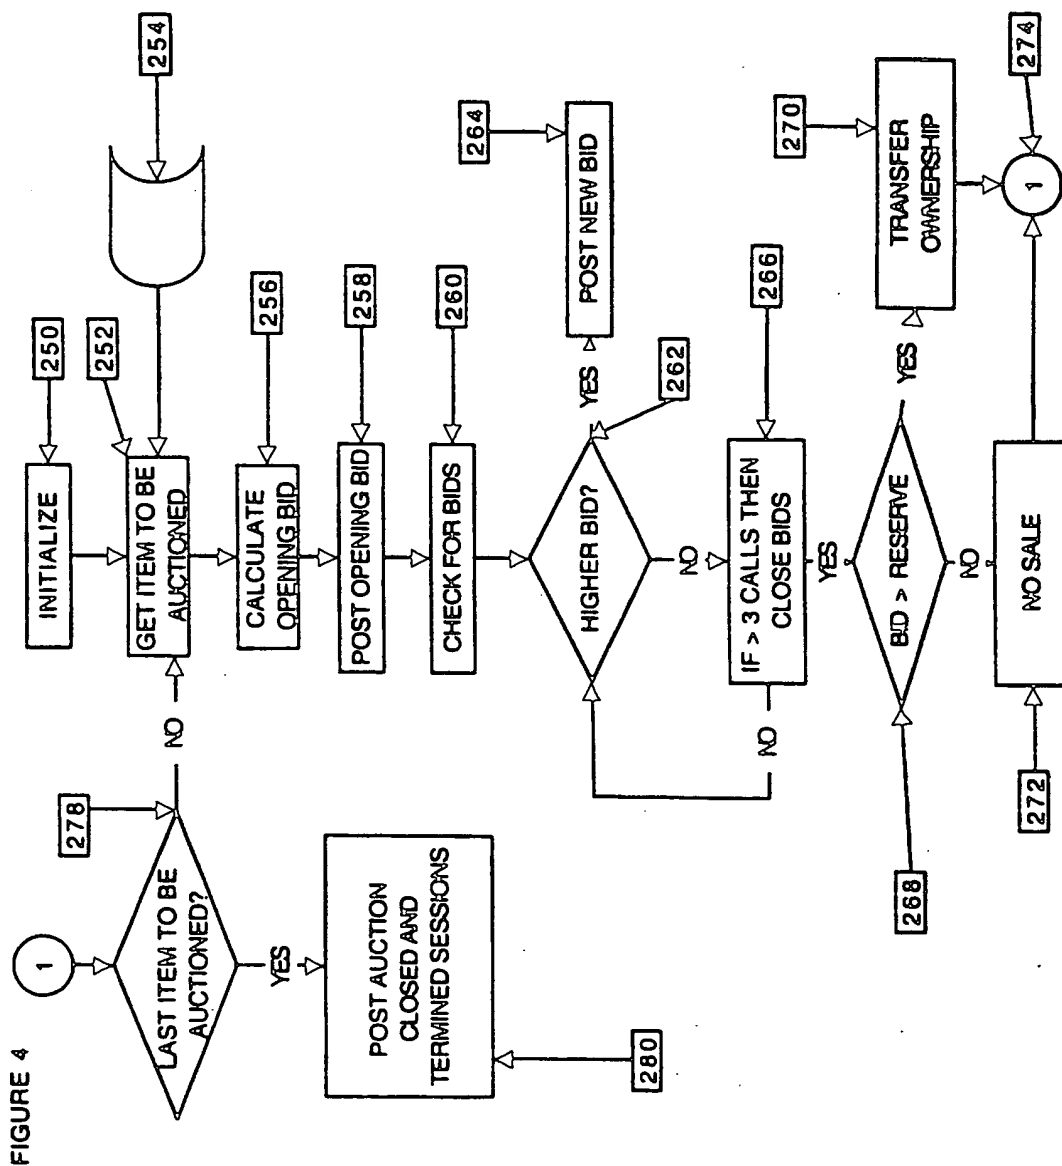 FIGURE 4
1
LAST ITEM TO BE
AUCTIONED?
278
NO
YES
POST AUCTION
CLOSED AND
TERMINED SESSIONS
280
INITIALIZE
250
252
GET ITEM TO BE
AUCTIONED
254
CALCULATE
OPENING BID
256
POST OPENING BID
258
CHECK FOR BIDS
260
HIGHER BID?
262
YES
POST NEW BID
264
NO
IF > 3 CALLS THEN
CLOSE BIDS
266
NO
YES
BID > RESERVE
268
YES
TRANSFER
OWNERSHIP
270
NO
NO SALE
272
1
274